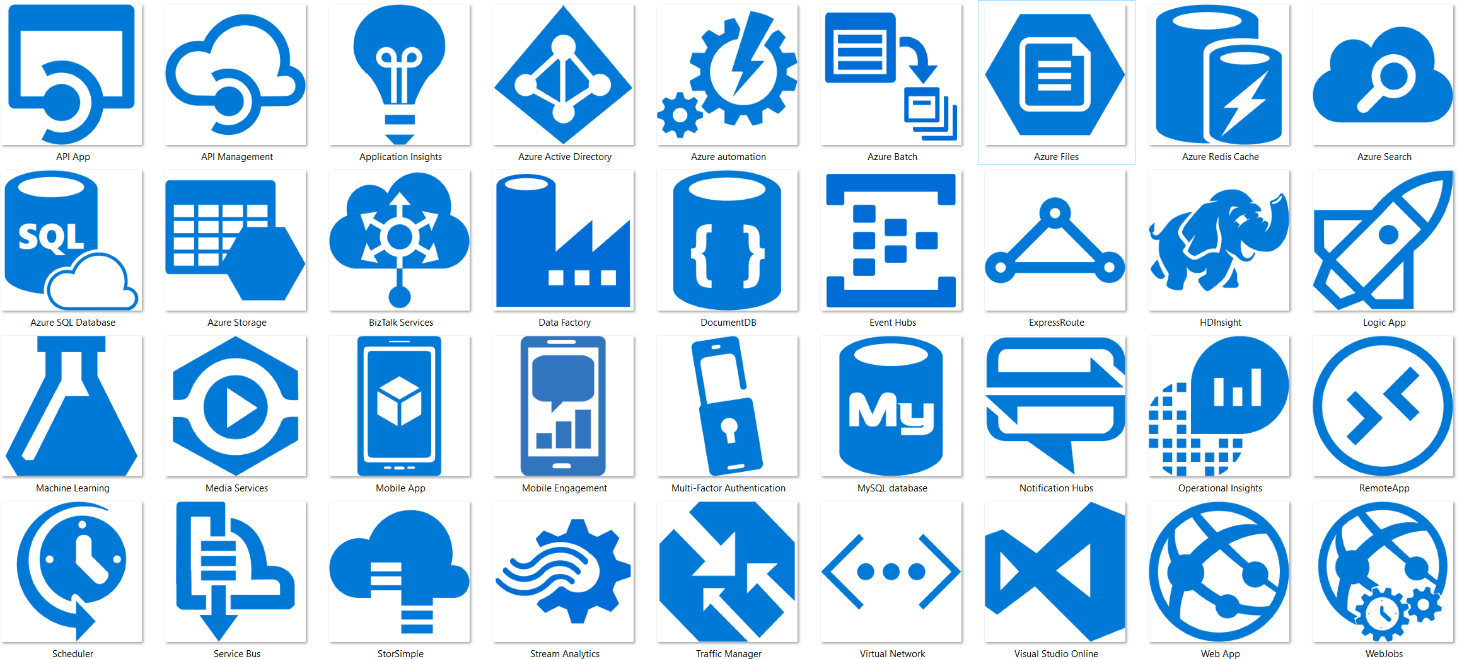 API App
API Management
Application Insights
Azure Active Directory
Azure automation
Azure Batch
Azure Files
Azure Redis Cache
Azure Search
SQL
Azure SQL Database
Azure Storage
BizTalk Services
Data Factory
{ }
DocumentDB
Event Hubs
ExpressRoute
HDInsight
Logic App
Machine Learning
Media Services
Mobile App
Mobile Engagement
Multi-Factor Authentication
My
MySQL database
Notification Hubs
Operational Insights
RemoteApp
Scheduler
Service Bus
StorSimple
Stream Analytics
Traffic Manager
Virtual Network
Visual Studio Online
Web App
WebJobs